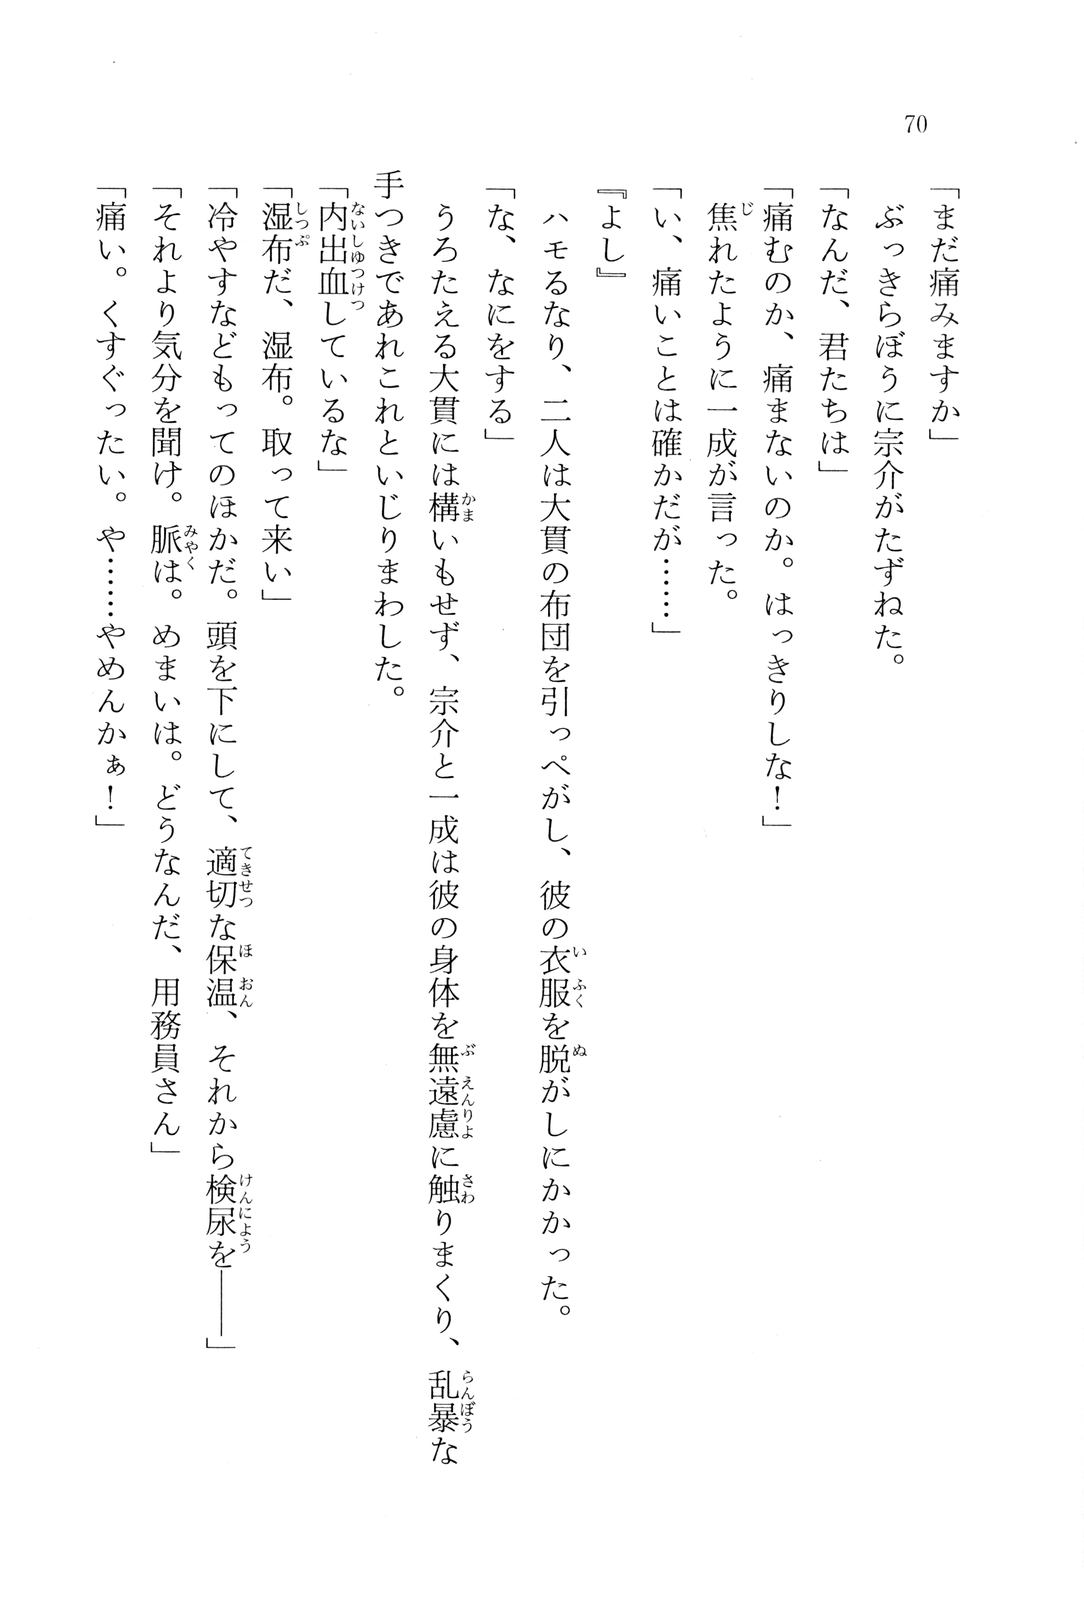 70
「まだ痛みますか」
　ぶっきらぼうに宗介がたずねた。
「なんだ、君たちは」
「痛むのか、痛まないのか。はっきりしな！」
　焦れたように一成が言った。
「い、痛いことは確かだが……」
『よし』
　ハモるなり、二人は大貫の布団を引っぺがし、彼の衣服を脱がしにかかった。
「な、なにをする」
　うろたえる大貫には構いもせず、宗介と一成は彼の身体を無遠慮に触りまくり、乱暴な
手つきであれこれといじりまわした。
「内出血しているな」
「湿布だ、湿布。取って来い」
「冷やすなどもってのほかだ。頭を下にして、適切な保温、それから検尿を――」
「それより気分を聞け。脈は。めまいは。どうなんだ、用務員さん」
「痛い。くすぐったい。や……やめんかぁ！」